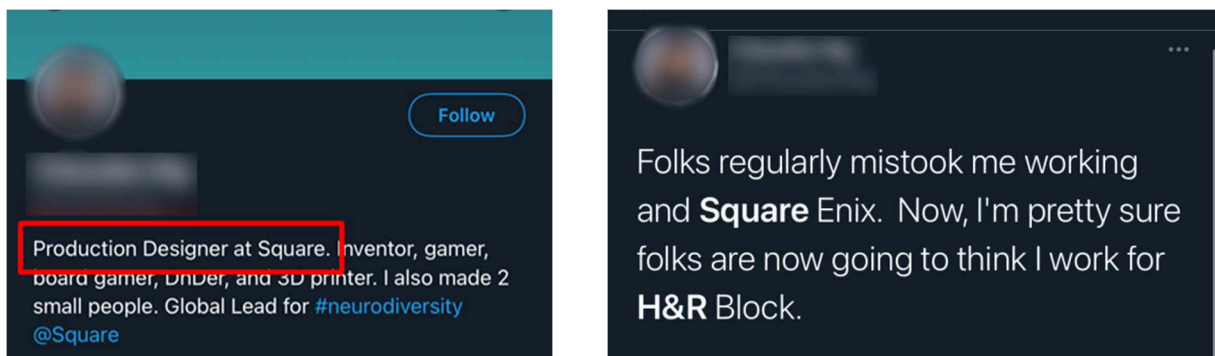 Follow
Production Designer at Square. Inventor, gamer,
board gamer, DnDer, and 3D printer. I also made 2
small people. Global Lead for #neurodiversity
@Square
Folks regularly mistook me working
and Square Enix.  Now, I'm pretty sure
folks are now going to think I work for
H&R Block.